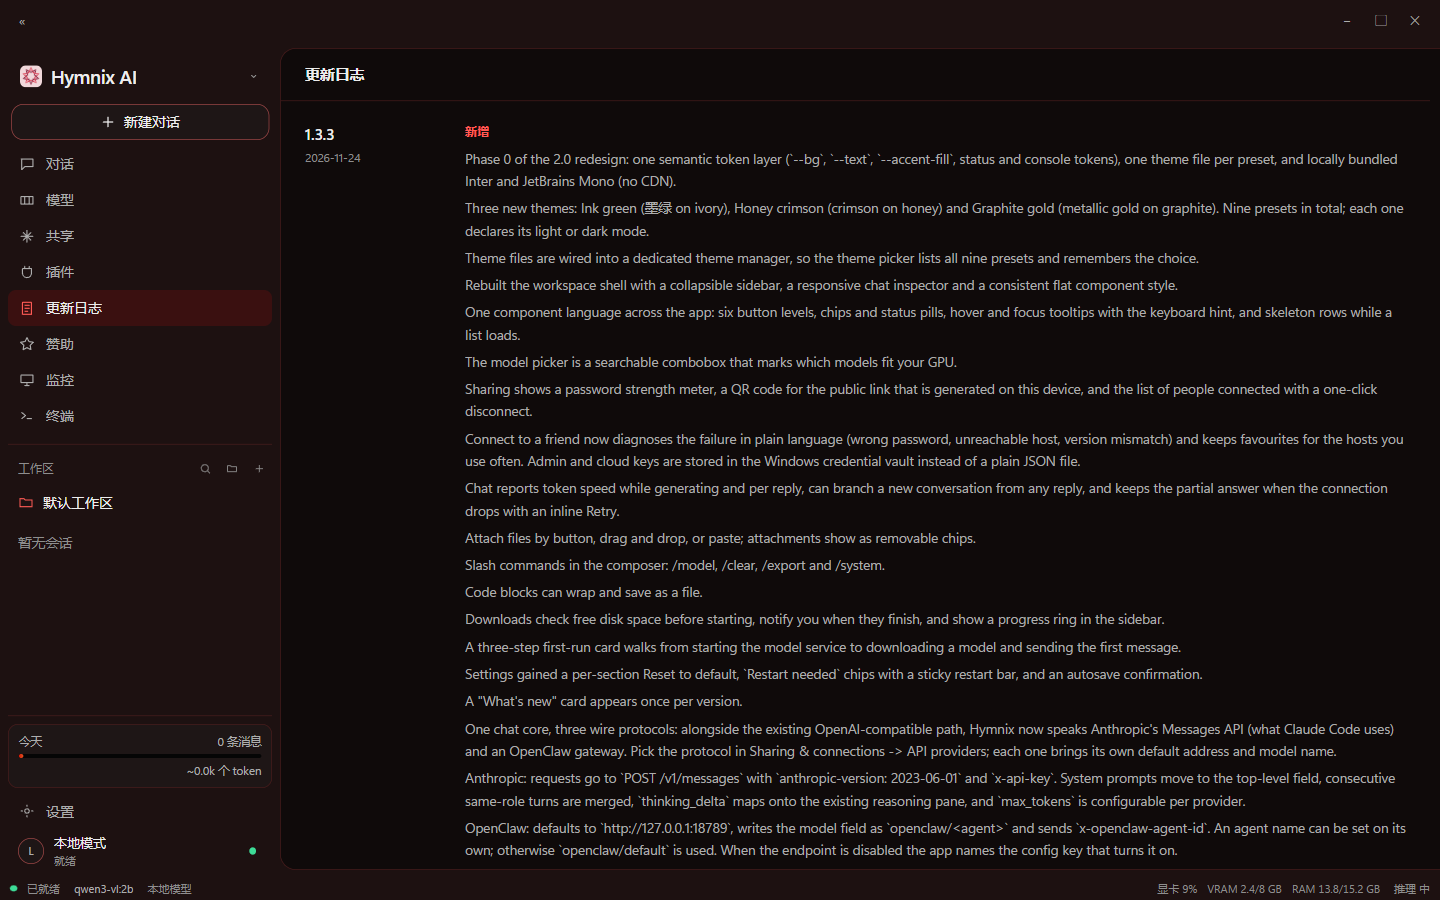 «
Hymnix AI
新建对话
对话
模型
共享
插件
更新日志
赞助
监控
终端
工作区
默认工作区
暂无会话
今天 0 条消息
~0.0k 个 token
设置
L
本地模式
就绪
更新日志
1.3.3
2026-11-24
新增
Phase 0 of the 2.0 redesign: one semantic token layer (`--bg`, `--text`, `--accent-fill`, status and console tokens), one theme file per preset, and locally bundled
Inter and JetBrains Mono (no CDN).
Three new themes: Ink green (墨绿 on ivory), Honey crimson (crimson on honey) and Graphite gold (metallic gold on graphite). Nine presets in total; each one
declares its light or dark mode.
Theme files are wired into a dedicated theme manager, so the theme picker lists all nine presets and remembers the choice.
Rebuilt the workspace shell with a collapsible sidebar, a responsive chat inspector and a consistent flat component style.
One component language across the app: six button levels, chips and status pills, hover and focus tooltips with the keyboard hint, and skeleton rows while a
list loads.
The model picker is a searchable combobox that marks which models fit your GPU.
Sharing shows a password strength meter, a QR code for the public link that is generated on this device, and the list of people connected with a one-click
disconnect.
Connect to a friend now diagnoses the failure in plain language (wrong password, unreachable host, version mismatch) and keeps favourites for the hosts you
use often. Admin and cloud keys are stored in the Windows credential vault instead of a plain JSON file.
Chat reports token speed while generating and per reply, can branch a new conversation from any reply, and keeps the partial answer when the connection
drops with an inline Retry.
Attach files by button, drag and drop, or paste; attachments show as removable chips.
Slash commands in the composer: /model, /clear, /export and /system.
Code blocks can wrap and save as a file.
Downloads check free disk space before starting, notify you when they finish, and show a progress ring in the sidebar.
A three-step first-run card walks from starting the model service to downloading a model and sending the first message.
Settings gained a per-section Reset to default, `Restart needed` chips with a sticky restart bar, and an autosave confirmation.
A "What's new" card appears once per version.
One chat core, three wire protocols: alongside the existing OpenAI-compatible path, Hymnix now speaks Anthropic's Messages API (what Claude Code uses)
and an OpenClaw gateway. Pick the protocol in Sharing & connections -> API providers; each one brings its own default address and model name.
Anthropic: requests go to `POST /v1/messages` with `anthropic-version: 2023-06-01` and `x-api-key`. System prompts move to the top-level field, consecutive
same-role turns are merged, `thinking_delta` maps onto the existing reasoning pane, and `max_tokens` is configurable per provider.
OpenClaw: defaults to `http://127.0.0.1:18789`, writes the model field as `openclaw/<agent>` and sends `x-openclaw-agent-id`. An agent name can be set on its
own; otherwise `openclaw/default` is used. When the endpoint is disabled the app names the config key that turns it on.
已就绪 qwen3-vl:2b 本地模型 显卡 9% VRAM 2.4/8 GB RAM 13.8/15.2 GB 推理 中